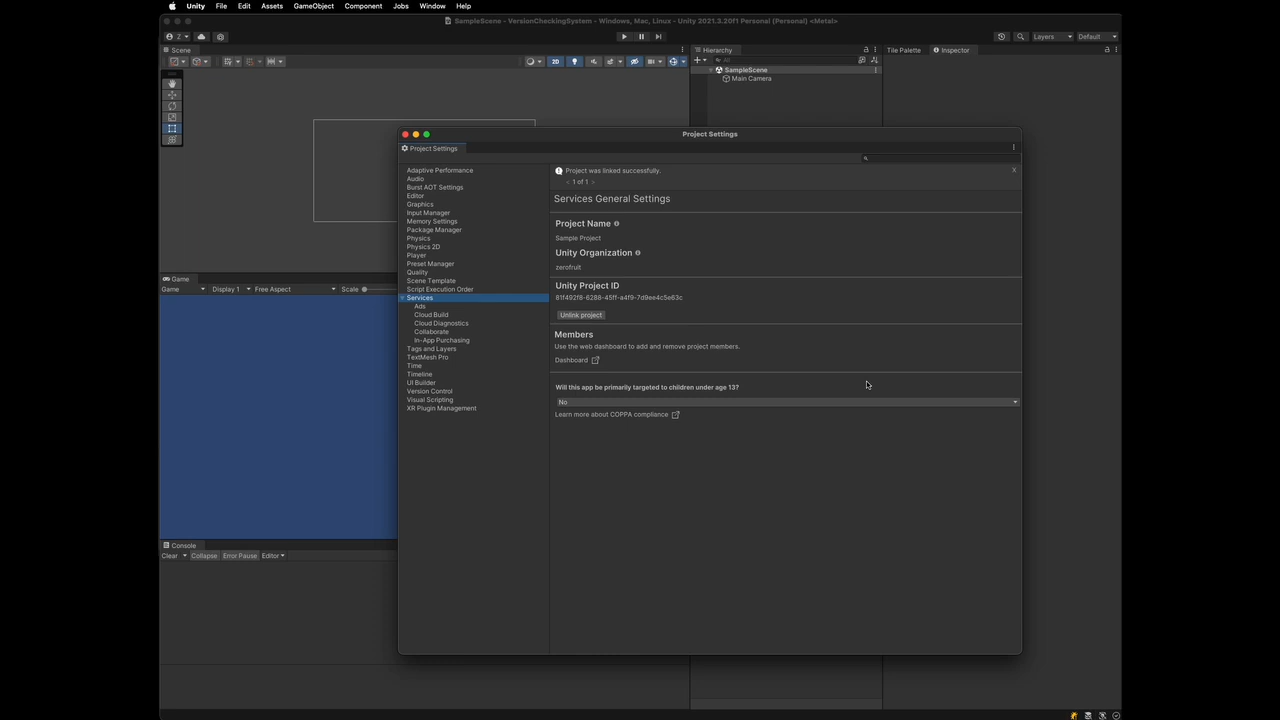 Unity File Edit Assets GameObject Component Jobs Window Help
SampleScene - VersionCheckingSystem - Windows, Mac, Linux - Unity 2021.3.20f1 Personal (Personal) <Metal>
Z
Layers
Default
Scene
2D
Hierarchy
All
SampleScene
Main Camera
Tile Palette
Inspector
Game
Game Display 1 Free Aspect Scale
Console
Clear Collapse Error Pause Editor
Project Settings
Project Settings
Adaptive Performance
Audio
Burst AOT Settings
Editor
Graphics
Input Manager
Memory Settings
Package Manager
Physics
Physics 2D
Player
Preset Manager
Quality
Scene Template
Script Execution Order
Services
Ads
Cloud Build
Cloud Diagnostics
Collaborate
In-App Purchasing
Tags and Layers
TextMesh Pro
Time
Timeline
UI Builder
Version Control
Visual Scripting
XR Plugin Management
Project was linked successfully.
X
< 1 of 1 >
Services General Settings
Project Name
Sample Project
Unity Organization
zerofruit
Unity Project ID
81f492f8-6288-45ff-a4f9-7d9ee4c5e63c
Unlink project
Members
Use the web dashboard to add and remove project members.
Dashboard
Will this app be primarily targeted to children under age 13?
No
Learn more about COPPA compliance